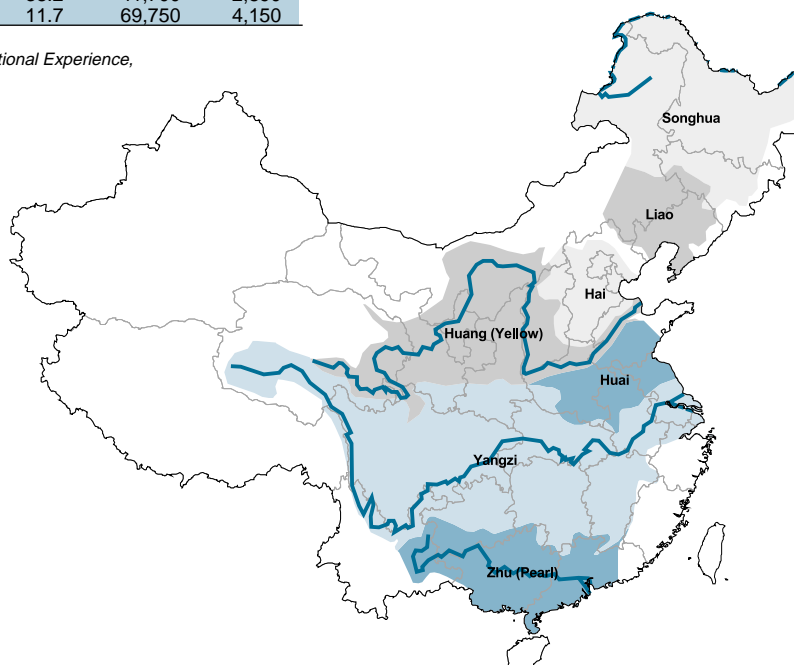 11.7 69,750 4,150
tional Experience,
Songhua
Liao
Hai
Huang (Yellow)
Huai
Yangzi
Zhu (Pearl)